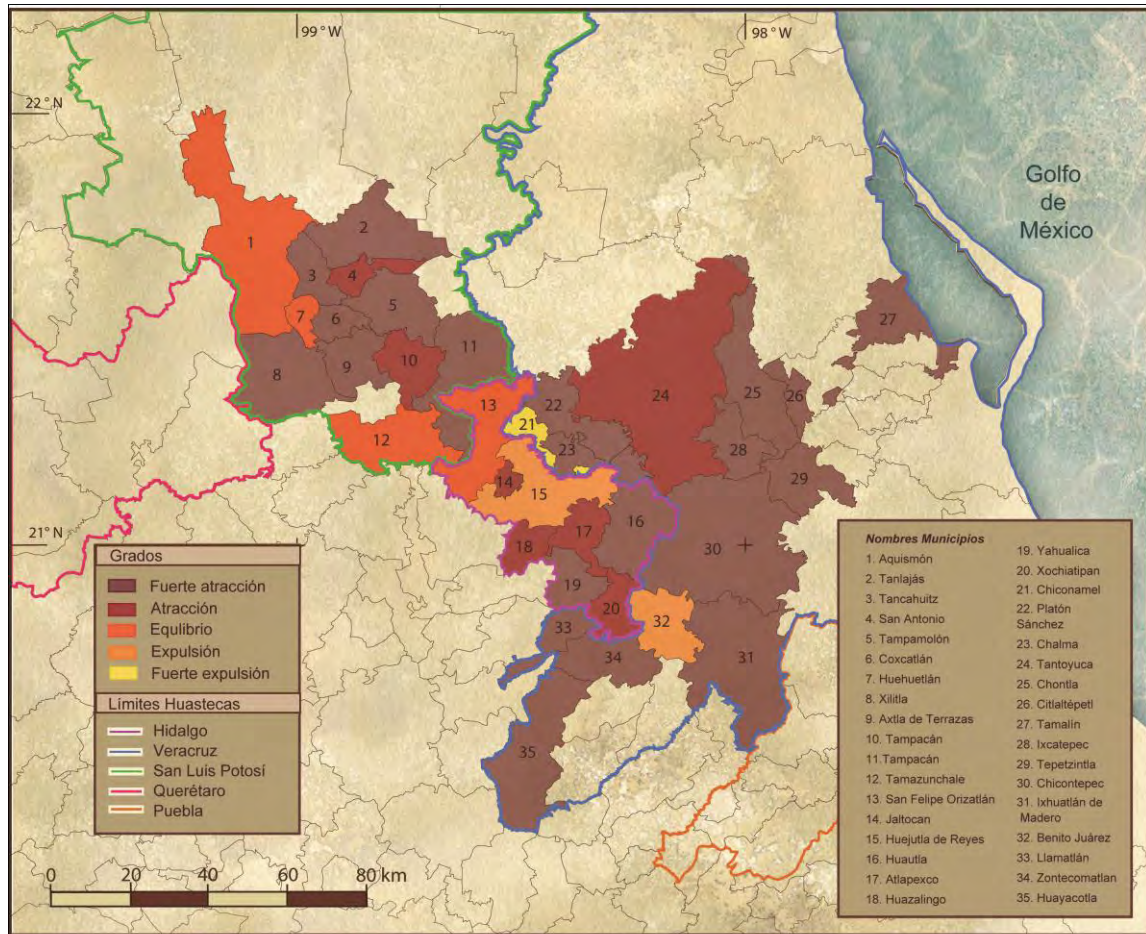 99° W
98° W
22° N
21° N
Golfo
de
México
1
2
3
4
5
6
7
8
9
10
11
12
13
14
15
16
17
18
19
20
21
22
23
24
25
26
27
28
29
30
31
32
33
34
35
Grados
Fuerte atracción
Atracción
Equlibrio
Expulsión
Fuerte expulsión
Límites Huastecas
Hidalgo
Veracruz
San Luis Potosí
Querétaro
Puebla
0 20 40 60 80 km
Nombres Municipios
1. Aquismón
2. Tanlajás
3. Tancahuitz
4. San Antonio
5. Tampamolón
6. Coxcatlán
7. Huehuetlán
8. Xilitla
9. Axtla de Terrazas
10. Tampacán
11. Tampacán
12. Tamazunchale
13. San Felipe Orizatlán
14. Jaltocan
15 Huejutla de Reyes
16. Huautla
17. Atlapexco
18. Huazalingo
19. Yahualica
20. Xochiatipan
21. Chiconamel
22. Platón
Sánchez
23. Chalma
24. Tantoyuca
25. Chontla
26. Citlaltépetl
27. Tamalín
28. Ixcatepec
29. Tepetzintla
30. Chicontepec
31. Ixhuatlán de
Madero
32. Benito Juárez
33. Llamatlán
34. Zontecomatlan
35. Huayacotla